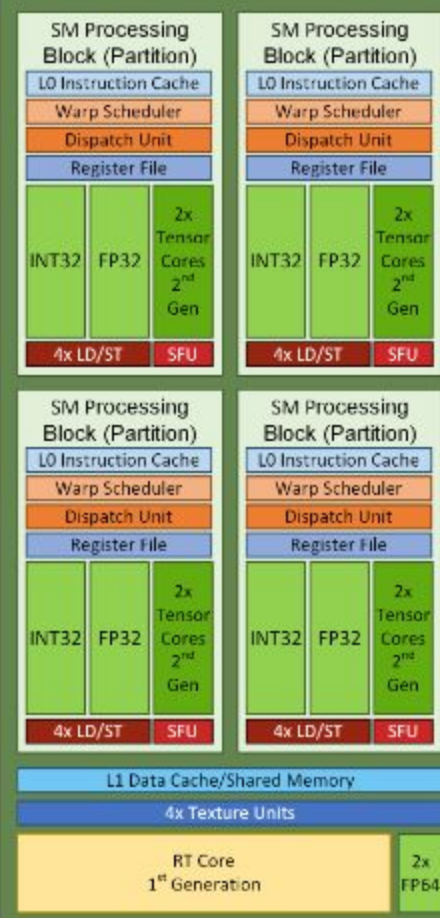 SM Processing
Block (Partition)
L0 Instruction Cache
Warp Scheduler
Dispatch Unit
Register File
INT32
FP32
2x
Tensor
Cores
2nd
Gen
4x LD/ST
SFU
SM Processing
Block (Partition)
L0 Instruction Cache
Warp Scheduler
Dispatch Unit
Register File
INT32
FP32
2x
Tensor
Cores
2nd
Gen
4x LD/ST
SFU
SM Processing
Block (Partition)
L0 Instruction Cache
Warp Scheduler
Dispatch Unit
Register File
INT32
FP32
2x
Tensor
Cores
2nd
Gen
4x LD/ST
SFU
SM Processing
Block (Partition)
L0 Instruction Cache
Warp Scheduler
Dispatch Unit
Register File
INT32
FP32
2x
Tensor
Cores
2nd
Gen
4x LD/ST
SFU
L1 Data Cache/Shared Memory
4x Texture Units
RT Core
1st Generation
2x
FP64